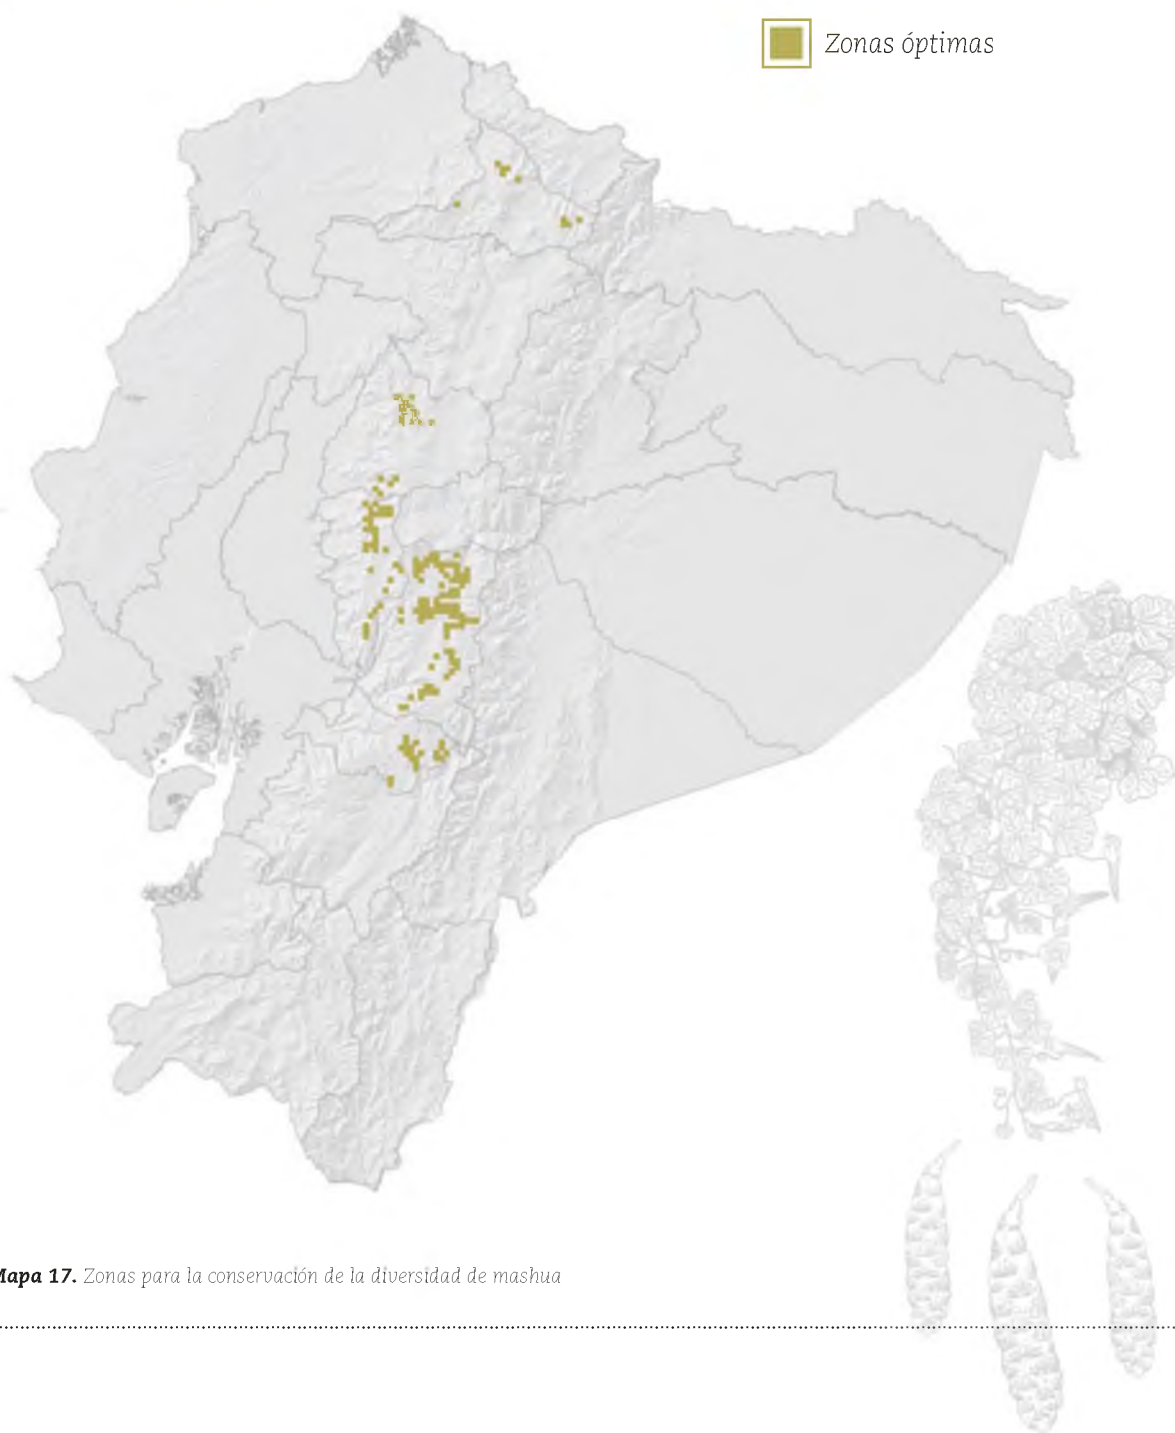 Zonas óptimas
Mapa 17. Zonas para la conservación de la diversidad de mashua